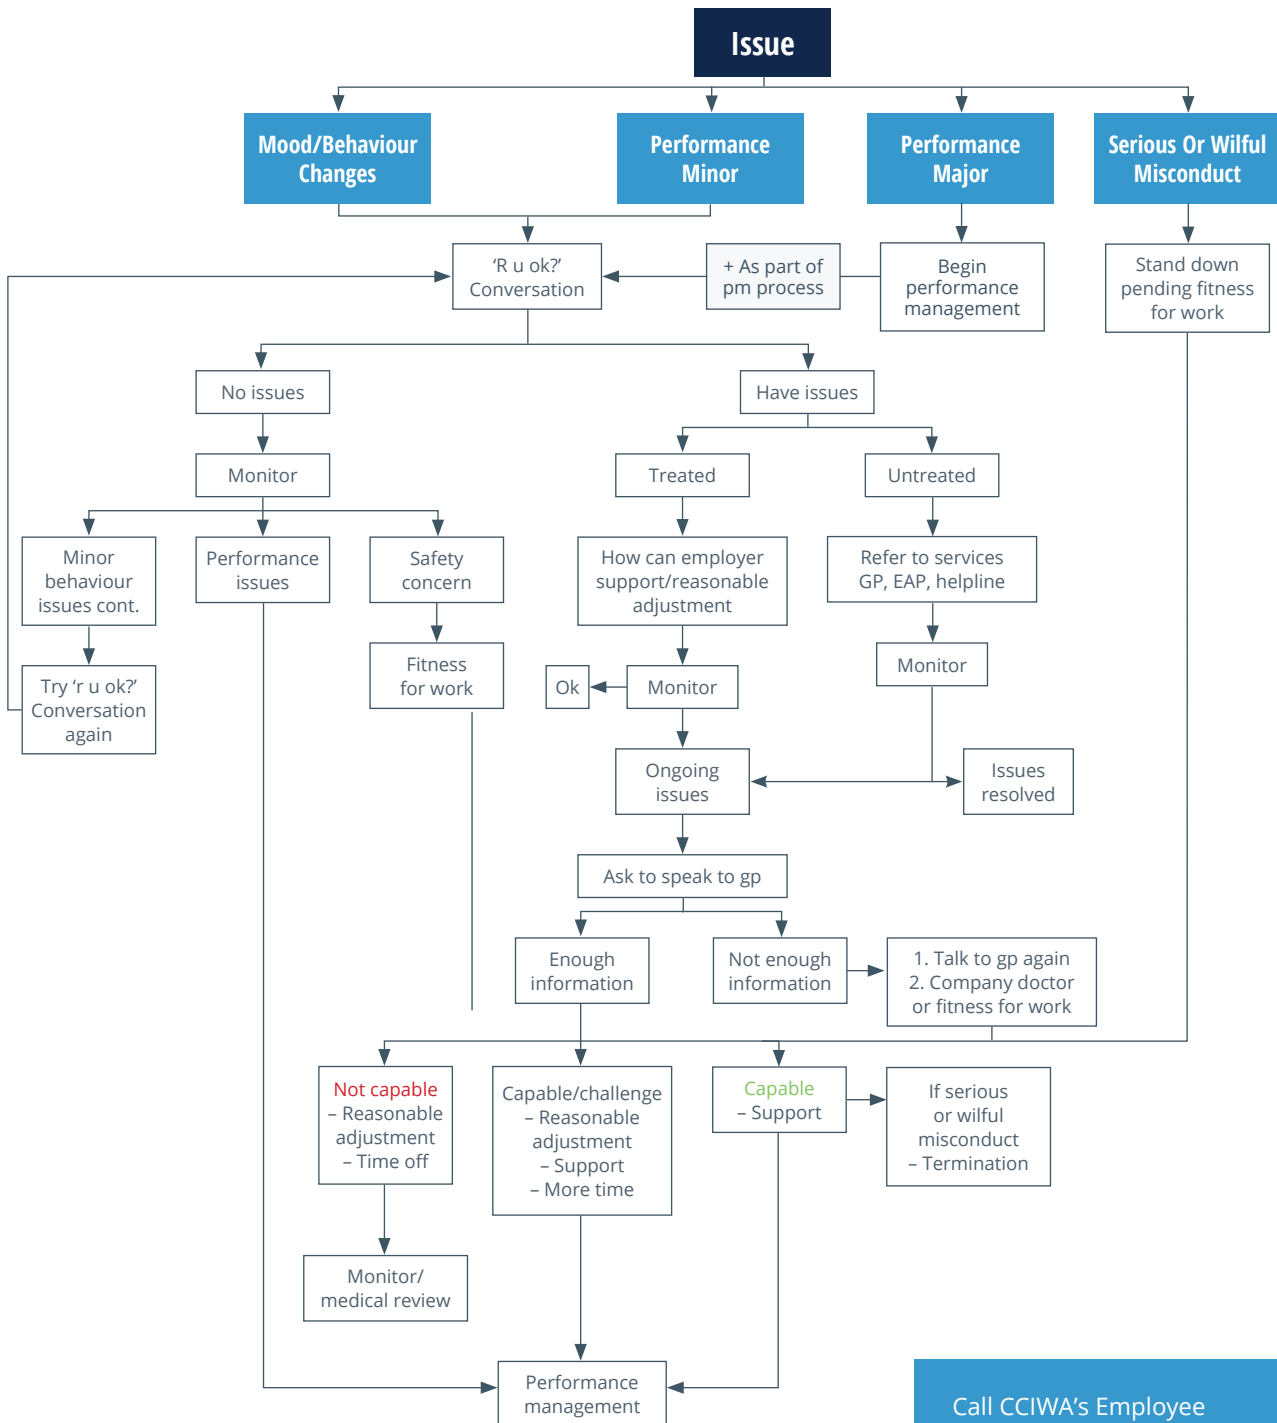 Issue
Mood/Behaviour
Changes
Performance
Minor
Performance
Major
Serious Or Wilful
Misconduct
‘R u ok?’
Conversation
+ As part of
pm process
Begin
performance
management
Stand down
pending fitness
for work
No issues
Have issues
Monitor
Treated
Untreated
Minor
behaviour
issues cont.
Performance
issues
Safety
concern
How can employer
support/reasonable
adjustment
Refer to services
GP, EAP, helpline
Try ‘r u ok?’
Conversation
again
Fitness
for work
Ok
Monitor
Monitor
Ongoing
issues
Issues
resolved
Ask to speak to gp
Enough
information
Not enough
information
1. Talk to gp again
2. Company doctor
or fitness for work
Not capable
– Reasonable
adjustment
– Time off
Capable/challenge
– Reasonable
adjustment
– Support
– More time
Capable
– Support
If serious
or wilful
misconduct
– Termination
Monitor/
medical review
Performance
management
Call CCIWA’s Employee